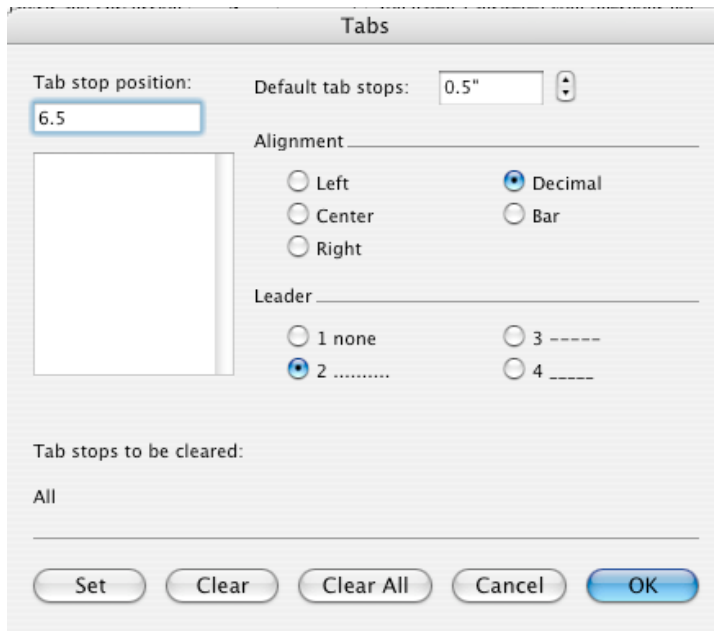 Tabs
Tab stop position:
Default tab stops: 0.5"
6.5
Alignment
Left
Decimal
Center
Bar
Right
Leader
1 none
3 -----
2 ..........
4 _____
Tab stops to be cleared:
All
Set Clear Clear All Cancel OK